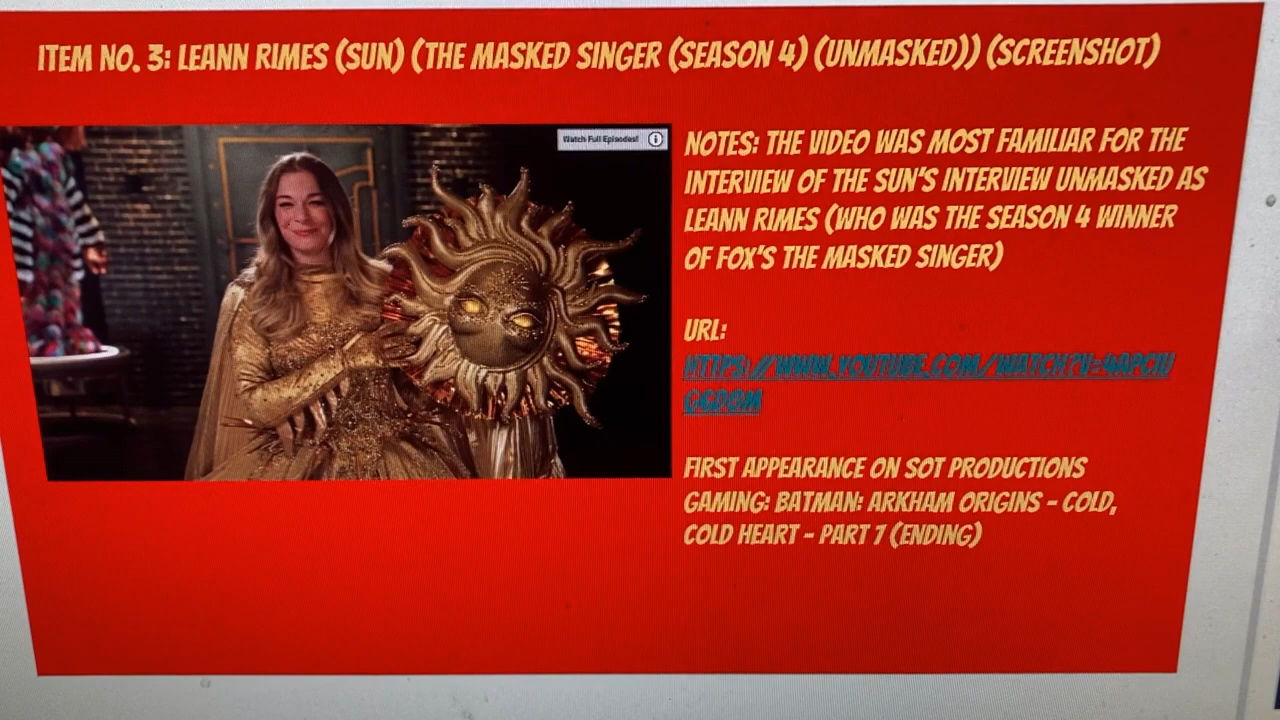 ITEM NO. 3: LEANN RIMES (SUN) (THE MASKED SINGER (SEASON 4) (UNMASKED)) (SCREENSHOT)
Watch Full Episodes!
NOTES: THE VIDEO WAS MOST FAMILIAR FOR THE
INTERVIEW OF THE SUN'S INTERVIEW UNMASKED AS
LEANN RIMES (WHO WAS THE SEASON 4 WINNER
OF FOX'S THE MASKED SINGER)
URL:
HTTPS://WWW.YOUTUBE.COM/WATCH?V=
FIRST APPEARANCE ON SOT PRODUCTIONS
GAMING: BATMAN: ARKHAM ORIGINS - COLD,
COLD HEART - PART 7 (ENDING)